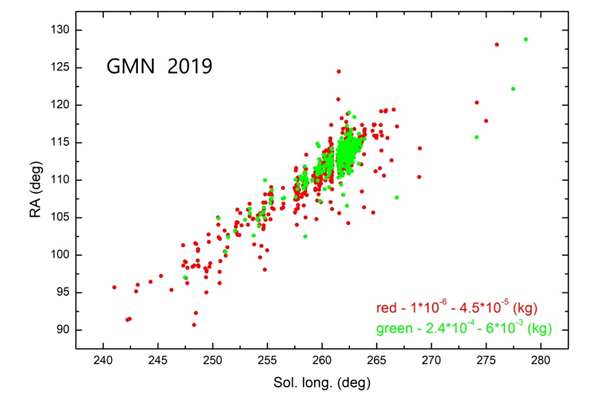 GMN 2019
130
125
120
115
110
105
100
95
90
RA (deg)
red - 1*10⁻⁶ - 4.5*10⁻⁵ (kg)
green - 2.4*10⁻⁴ - 6*10⁻³ (kg)
240 245 250 255 260 265 270 275 280
Sol. long. (deg)